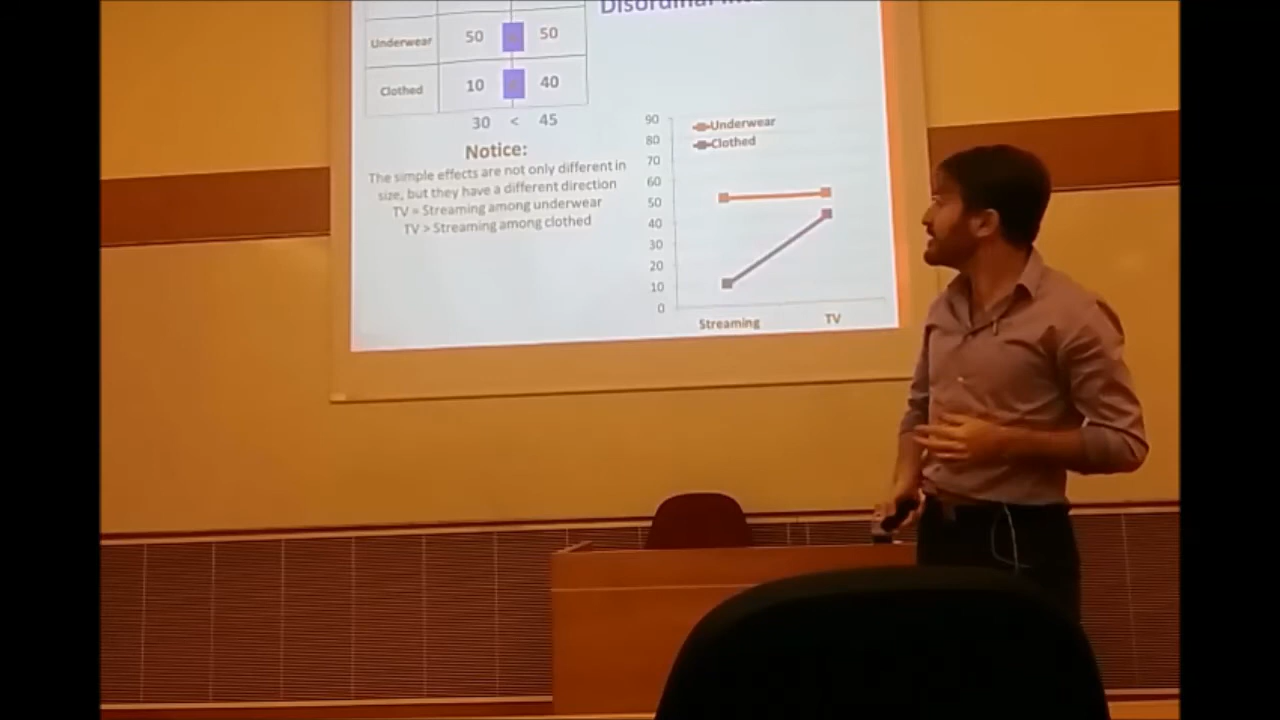 Disordinal
Underwear 50 50
Clothed 10 40
30 < 45
Notice:
The simple effects are not only different in
size, but they have a different direction
TV = Streaming among underwear
TV > Streaming among clothed
Underwear
Clothed
90
80
70
60
50
40
30
20
10
0
Streaming TV